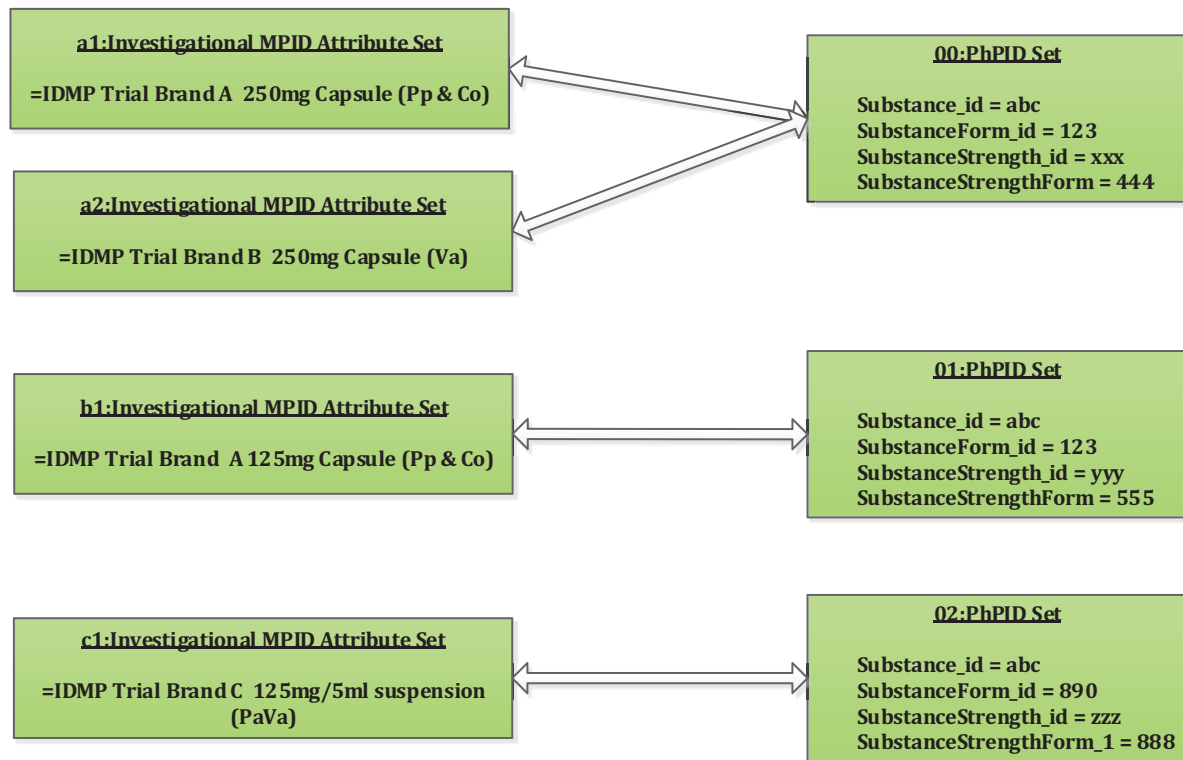 a1:Investigational MPID Attribute Set
=IDMP Trial Brand A  250mg Capsule (Pp & Co)
a2:Investigational MPID Attribute Set
=IDMP Trial Brand B  250mg Capsule (Va)
00:PhPID Set
Substance_id = abc
SubstanceForm_id = 123
SubstanceStrength_id = xxx
SubstanceStrengthForm = 444
b1:Investigational MPID Attribute Set
=IDMP Trial Brand  A 125mg Capsule (Pp & Co)
01:PhPID Set
Substance_id = abc
SubstanceForm_id = 123
SubstanceStrength_id = yyy
SubstanceStrengthForm = 555
c1:Investigational MPID Attribute Set
=IDMP Trial Brand C  125mg/5ml suspension
(PaVa)
02:PhPID Set
Substance_id = abc
SubstanceForm_id = 890
SubstanceStrength_id = zzz
SubstanceStrengthForm_1 = 888